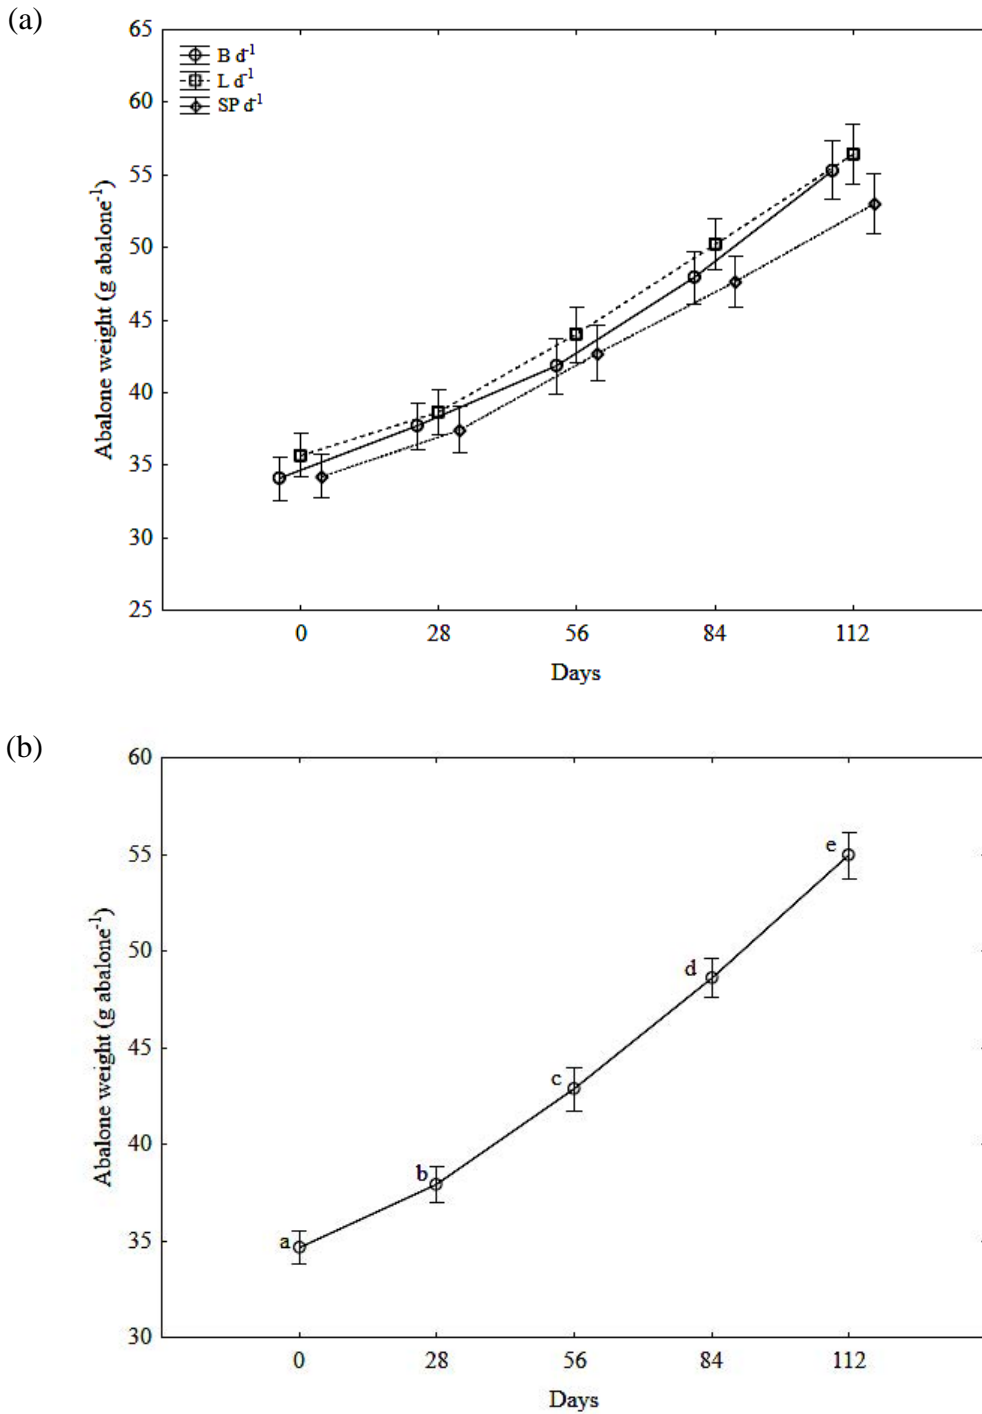 (a)
65
60
55
50
45
40
35
30
25
B d⁻¹
L d⁻¹
SP d⁻¹
Abalone weight (g abalone⁻¹)
0 28 56 84 112
Days
(b)
60
55
50
45
40
35
30
a
b
c
d
e
Abalone weight (g abalone⁻¹)
0 28 56 84 112
Days